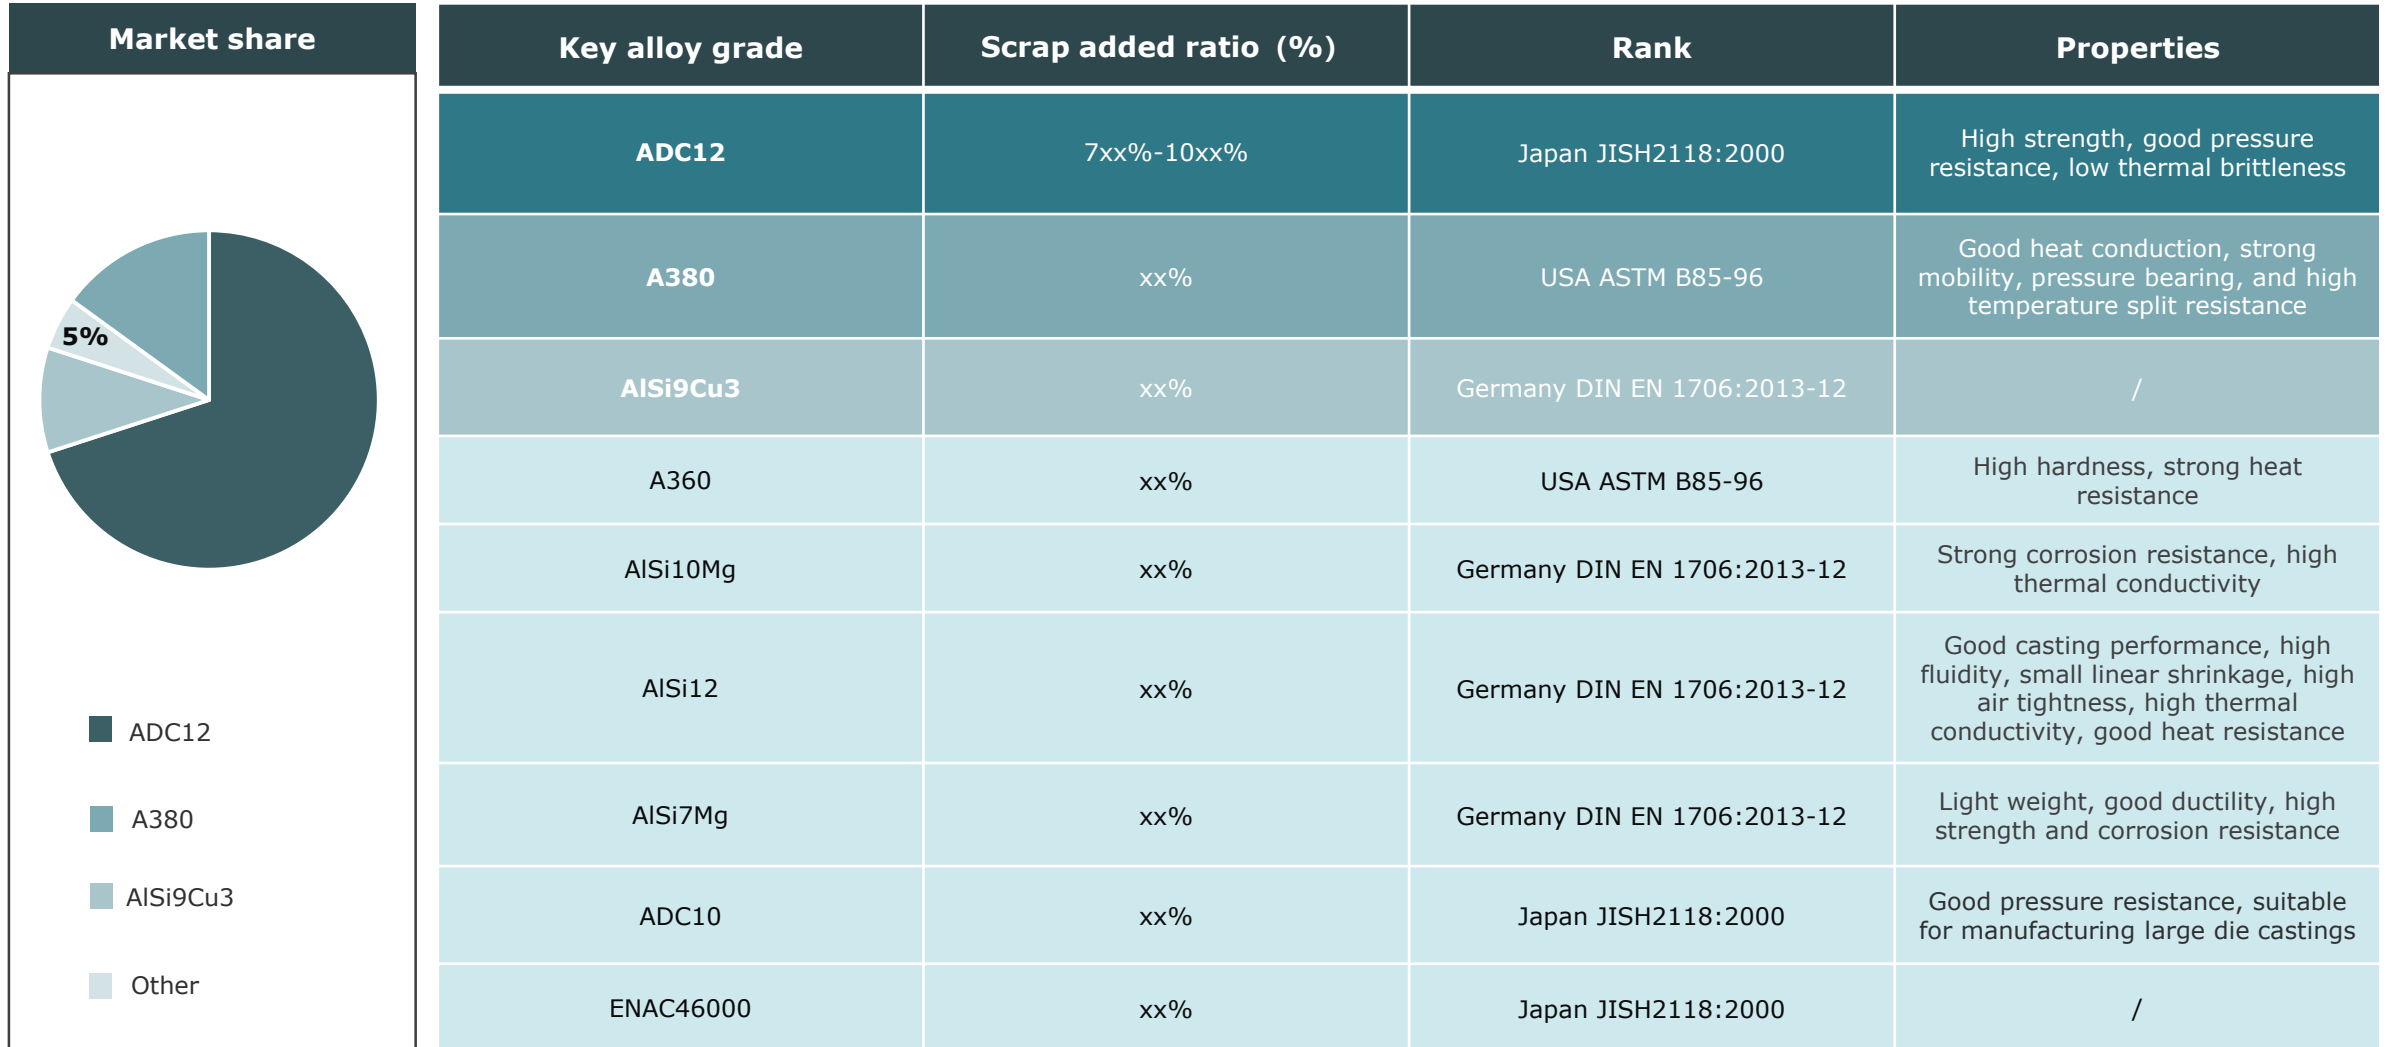 Market share
5%
ADC12
A380
AlSi9Cu3
Other
Key alloy grade
Scrap added ratio（%）
Rank
Properties
ADC12
7xx%-10xx%
Japan JISH2118:2000
High strength, good pressure
resistance, low thermal brittleness
A380
xx%
USA ASTM B85-96
Good heat conduction, strong
mobility, pressure bearing, and high
temperature split resistance
AlSi9Cu3
xx%
Germany DIN EN 1706:2013-12
/
A360
xx%
USA ASTM B85-96
High hardness, strong heat
resistance
AlSi10Mg
xx%
Germany DIN EN 1706:2013-12
Strong corrosion resistance, high
thermal conductivity
AlSi12
xx%
Germany DIN EN 1706:2013-12
Good casting performance, high
fluidity, small linear shrinkage, high
air tightness, high thermal
conductivity, good heat resistance
AlSi7Mg
xx%
Germany DIN EN 1706:2013-12
Light weight, good ductility, high
strength and corrosion resistance
ADC10
xx%
Japan JISH2118:2000
Good pressure resistance, suitable
for manufacturing large die castings
ENAC46000
xx%
Japan JISH2118:2000
/